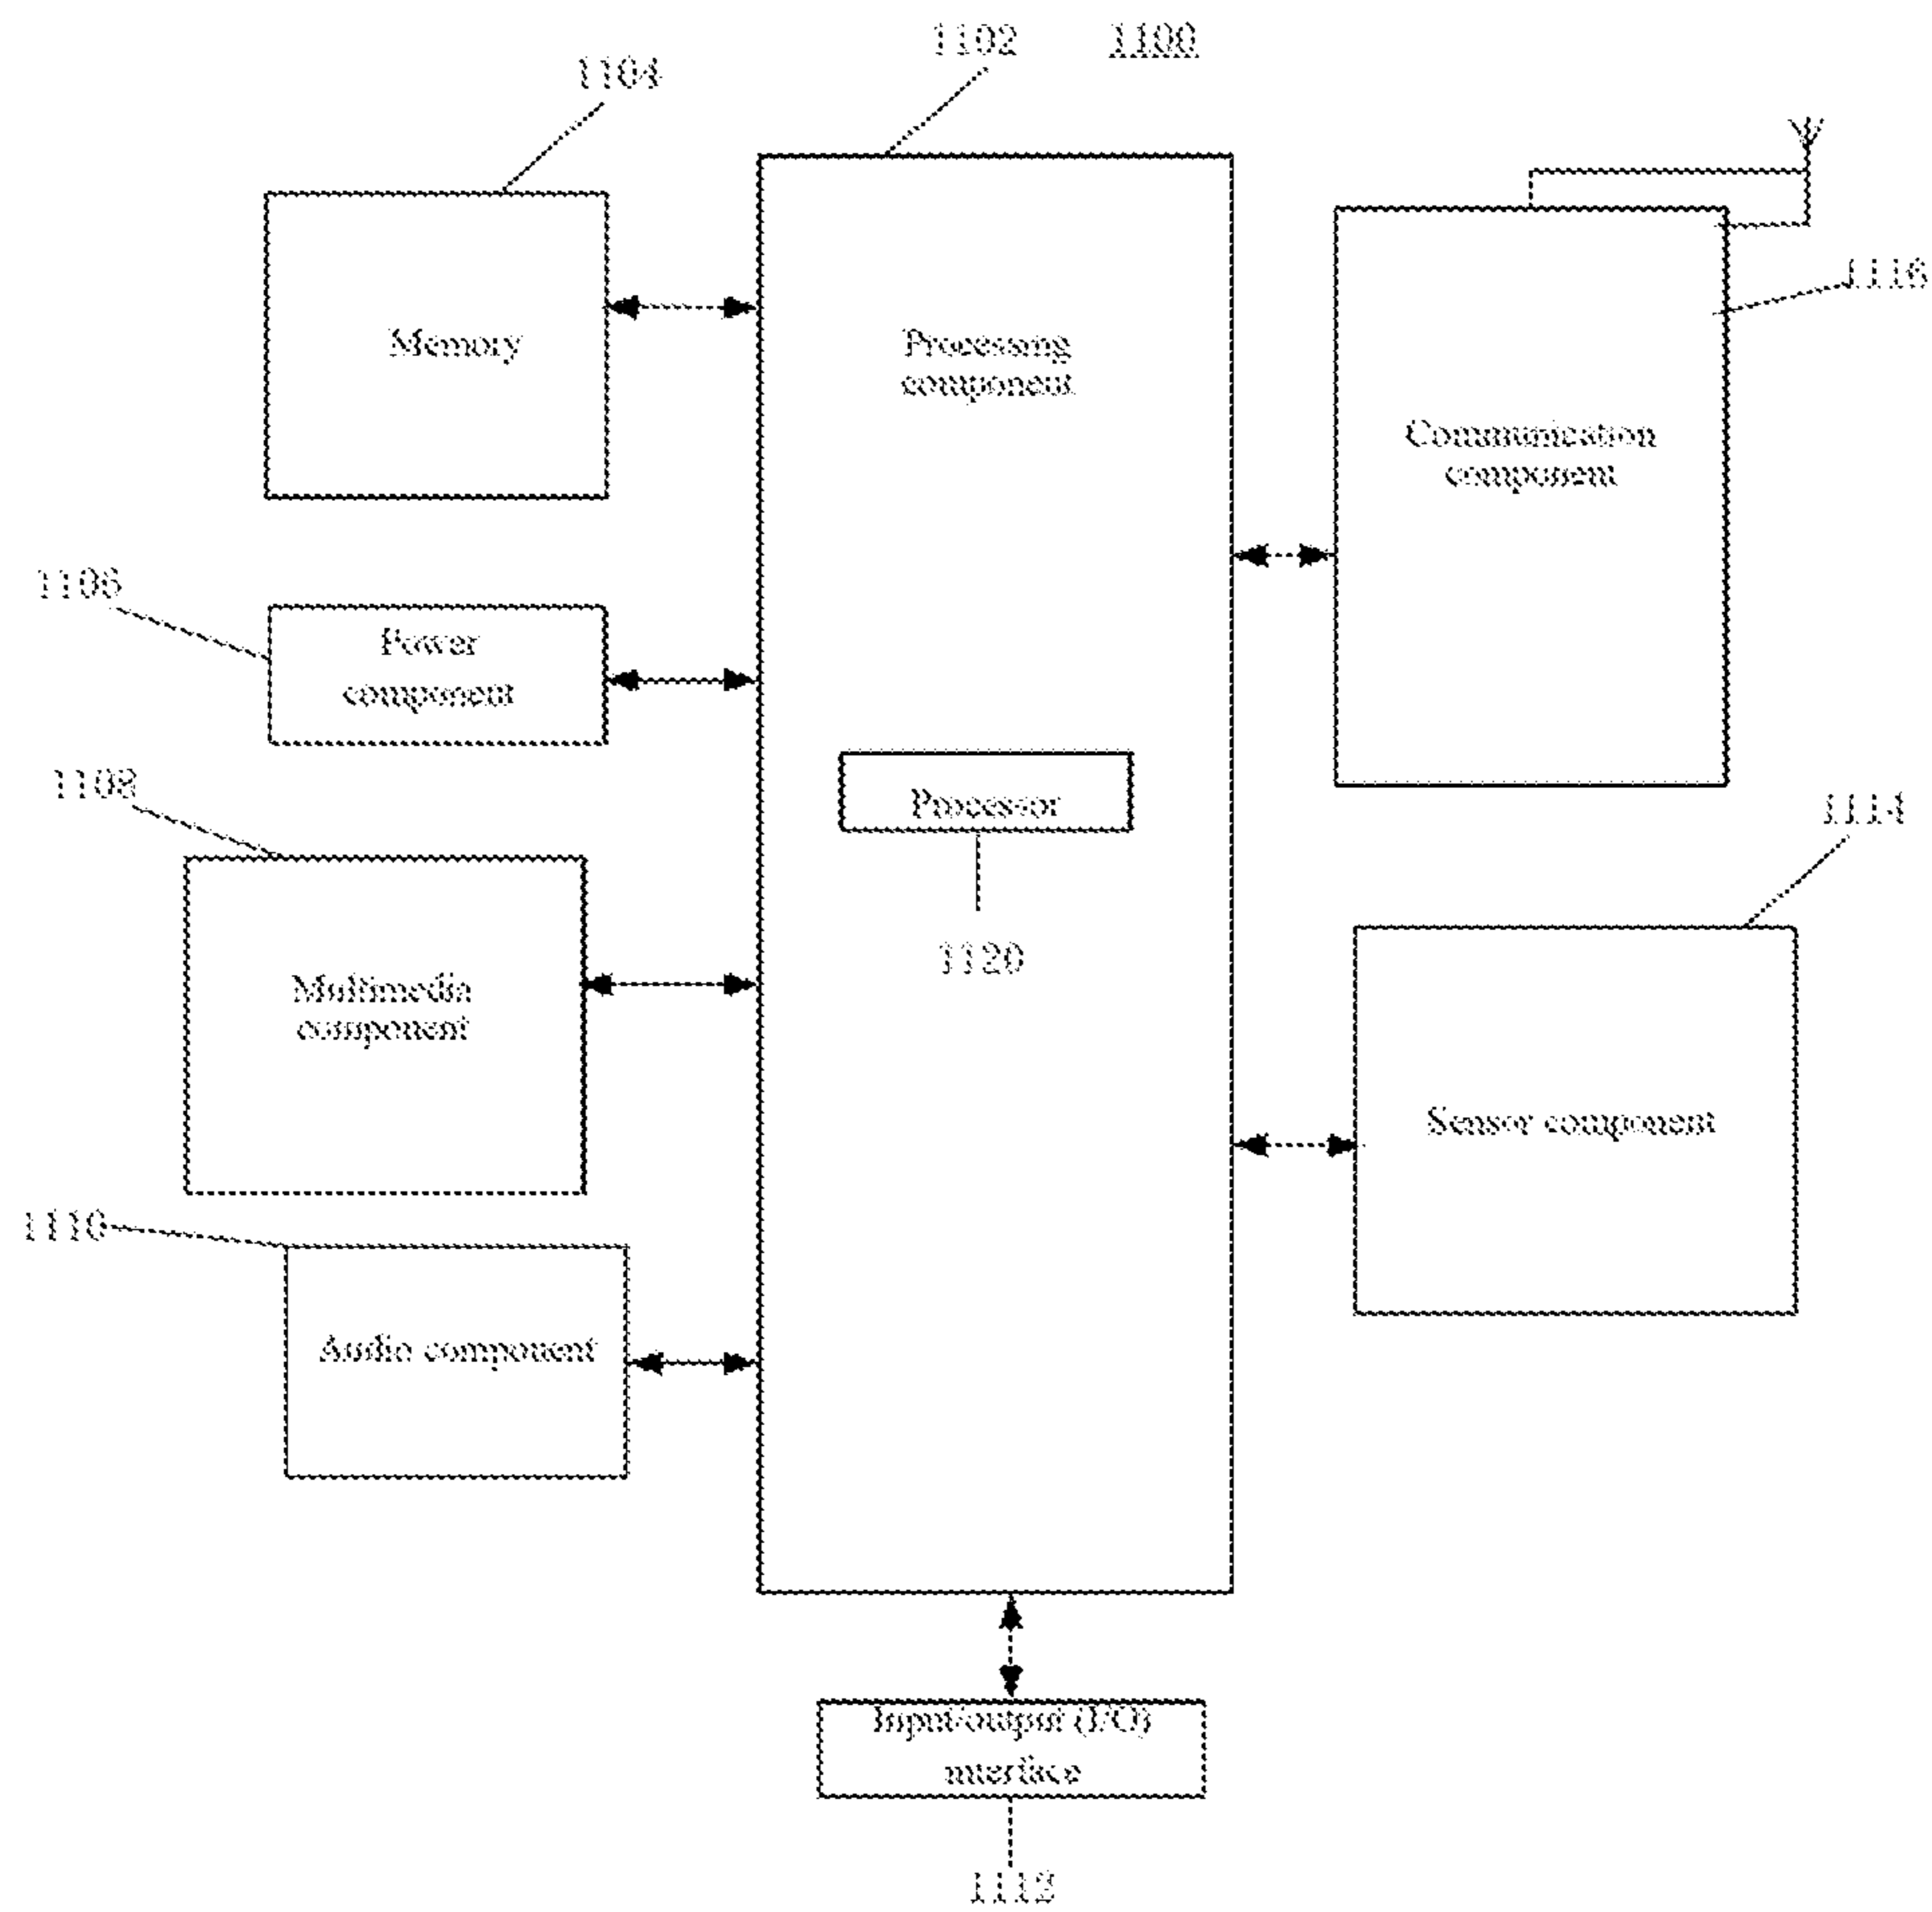 1102
1100
1104
1116
Memory
Processing
component
Communication
component
1106
Power
component
1108
Processor
1114
1120
Multimedia
component
Sensor component
1110
Audio component
Input/output (I/O)
interface
1112